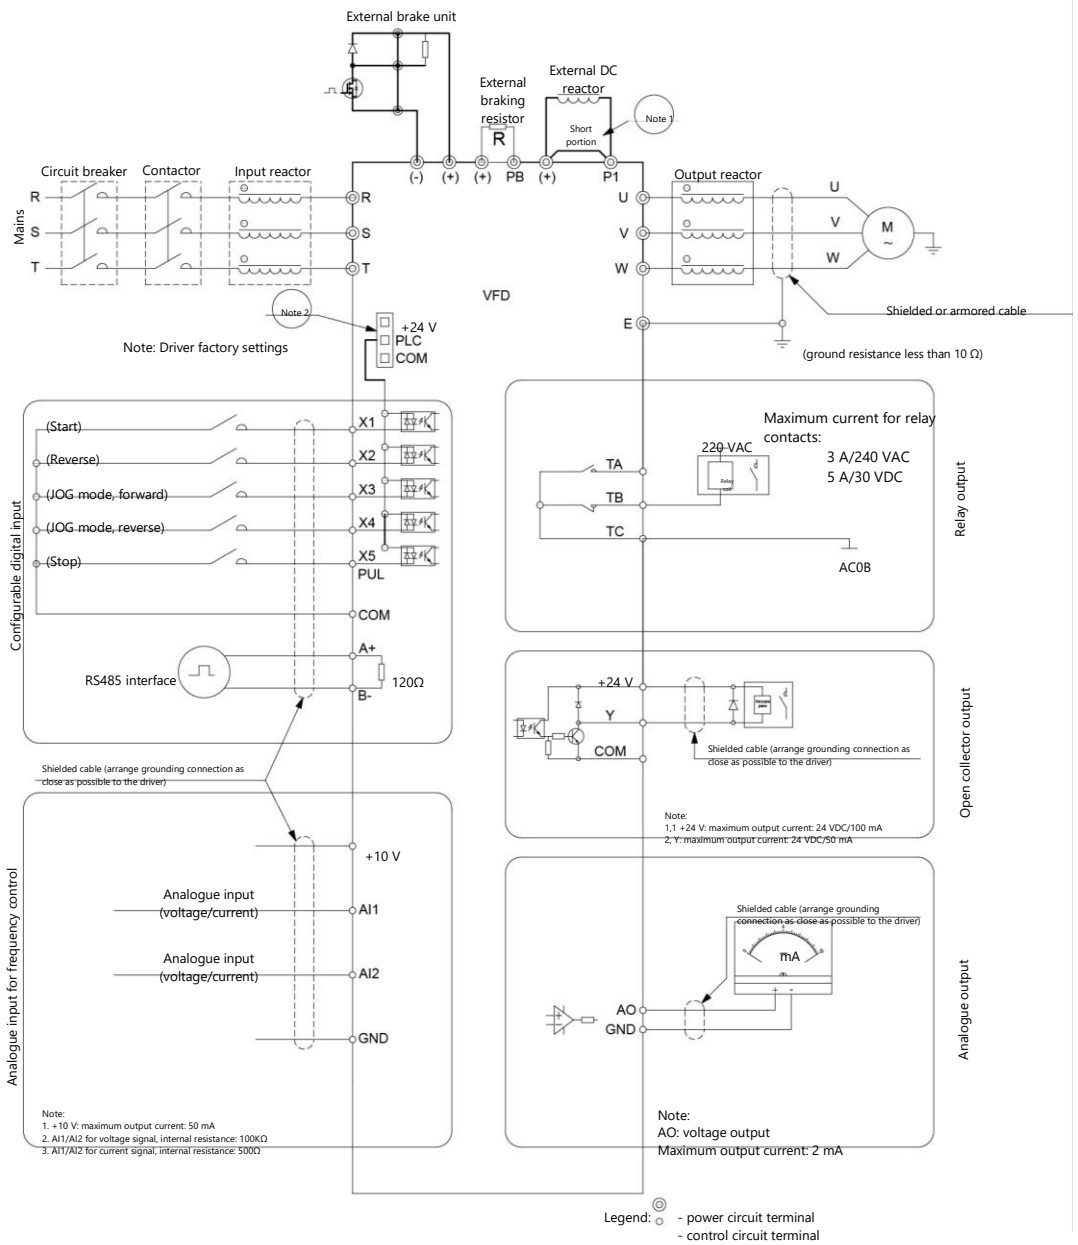 External brake unit
External
braking
resistor
R
External DC
reactor
Short
portion
Note 1
(-)
(+)
(+)
PB
(+)
P1
Circuit breaker
Contactor
Input reactor
Output reactor
Mains
R
S
T
R
S
T
U
V
W
U
V
W
M
~
VFD
E
Shielded or armored cable
(ground resistance less than 10 Ω)
Note 2
Note: Driver factory settings
+24 V
PLC
COM
Configurable digital input
(Start)
(Reverse)
(JOG mode, forward)
(JOG mode, reverse)
(Stop)
X1
X2
X3
X4
X5
PUL
COM
A+
B-
RS485 interface
120Ω
Shielded cable (arrange grounding connection as
close as possible to the driver)
Analogue input for frequency control
+10 V
Analogue input
(voltage/current)
AI1
Analogue input
(voltage/current)
AI2
GND
Note:
1. +10 V: maximum output current: 50 mA
2. AI1/AI2 for voltage signal, internal resistance: 100KΩ
3. AI1/AI2 for current signal, internal resistance: 500Ω
Relay output
TA
TB
TC
220 VAC
Relay
Maximum current for relay
contacts:
3 A/240 VAC
5 A/30 VDC
AC0B
Open collector output
+24 V
Y
COM
Shielded cable (arrange grounding connection as
close as possible to the driver)
Note:
1,1 +24 V: maximum output current: 24 VDC/100 mA
2, Y: maximum output current: 24 VDC/50 mA
Analogue output
Shielded cable (arrange grounding
connection as close as possible to the driver)
mA
+ -
AO
GND
Note:
AO: voltage output
Maximum output current: 2 mA
Legend:
- power circuit terminal
- control circuit terminal